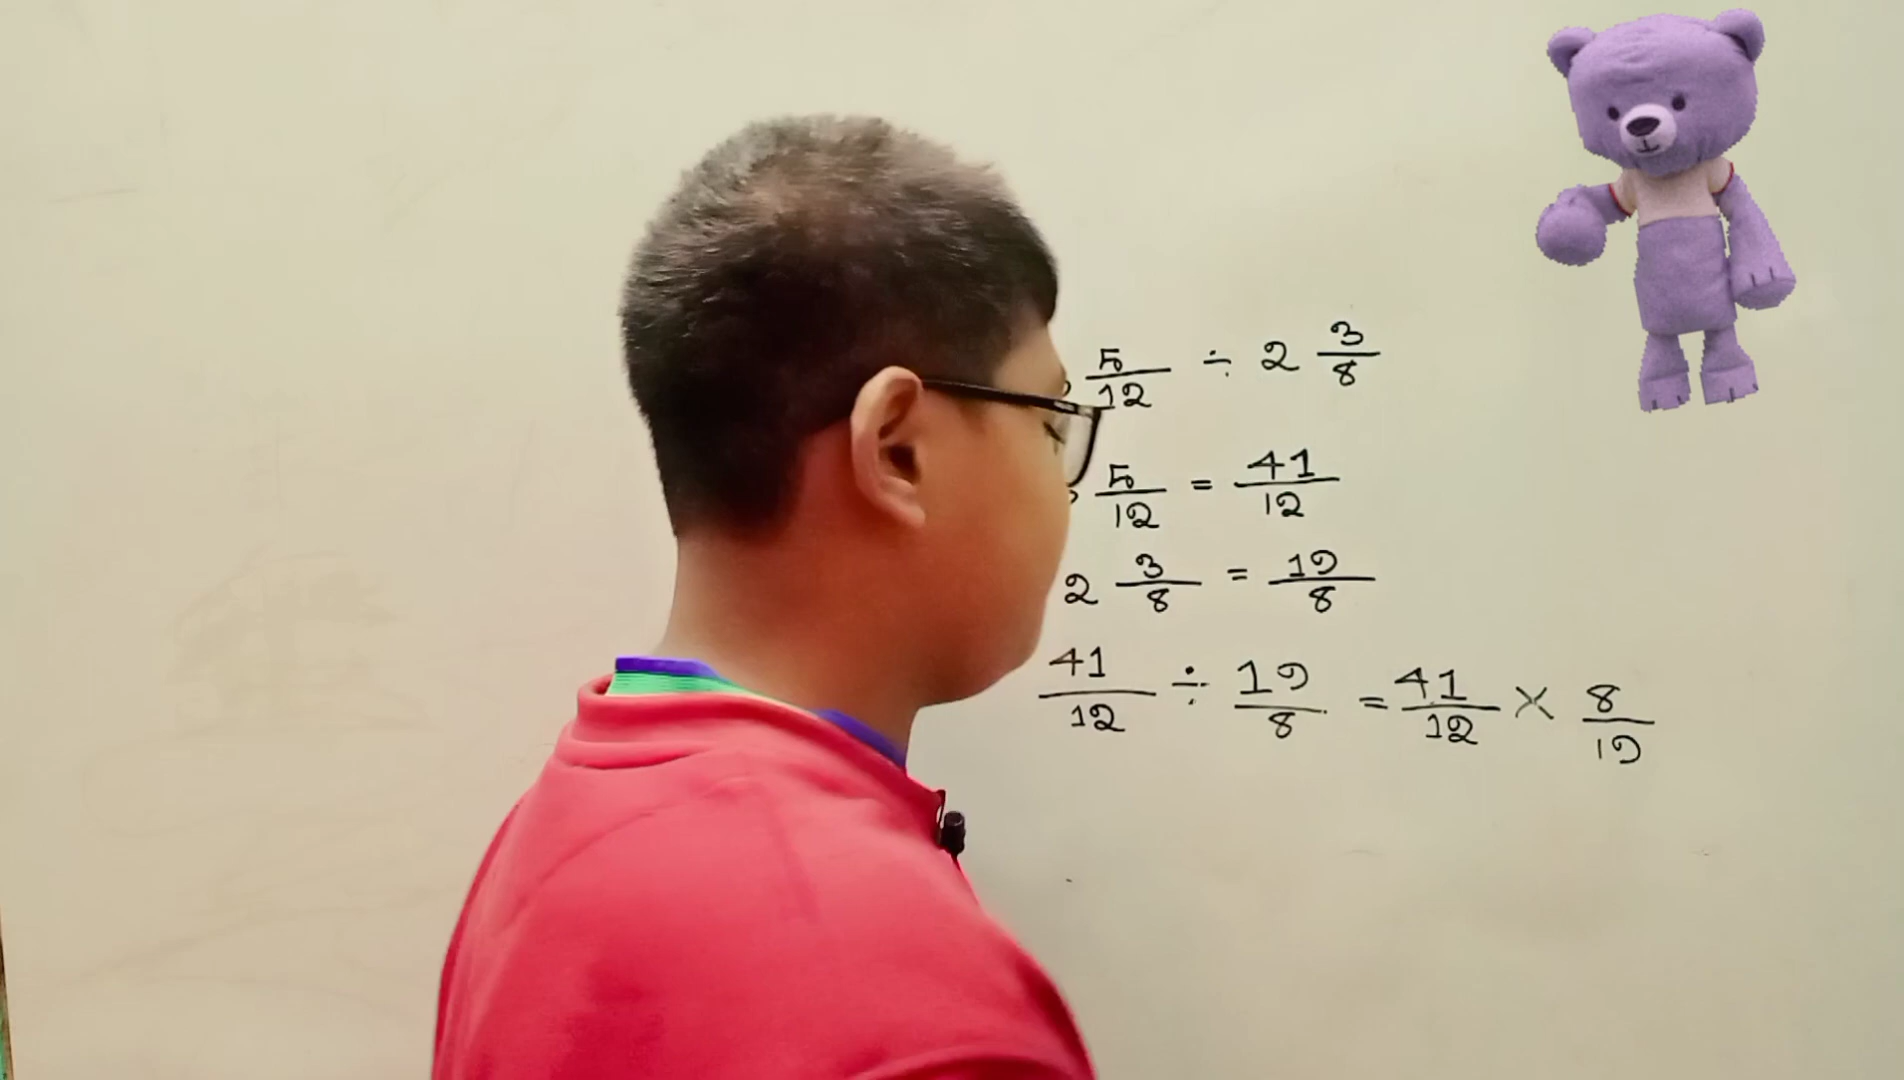 5/12 ÷ 2 3/8
5/12 = 41/12
2 3/8 = 19/8
41/12 ÷ 19/8 = 41/12 × 8/19